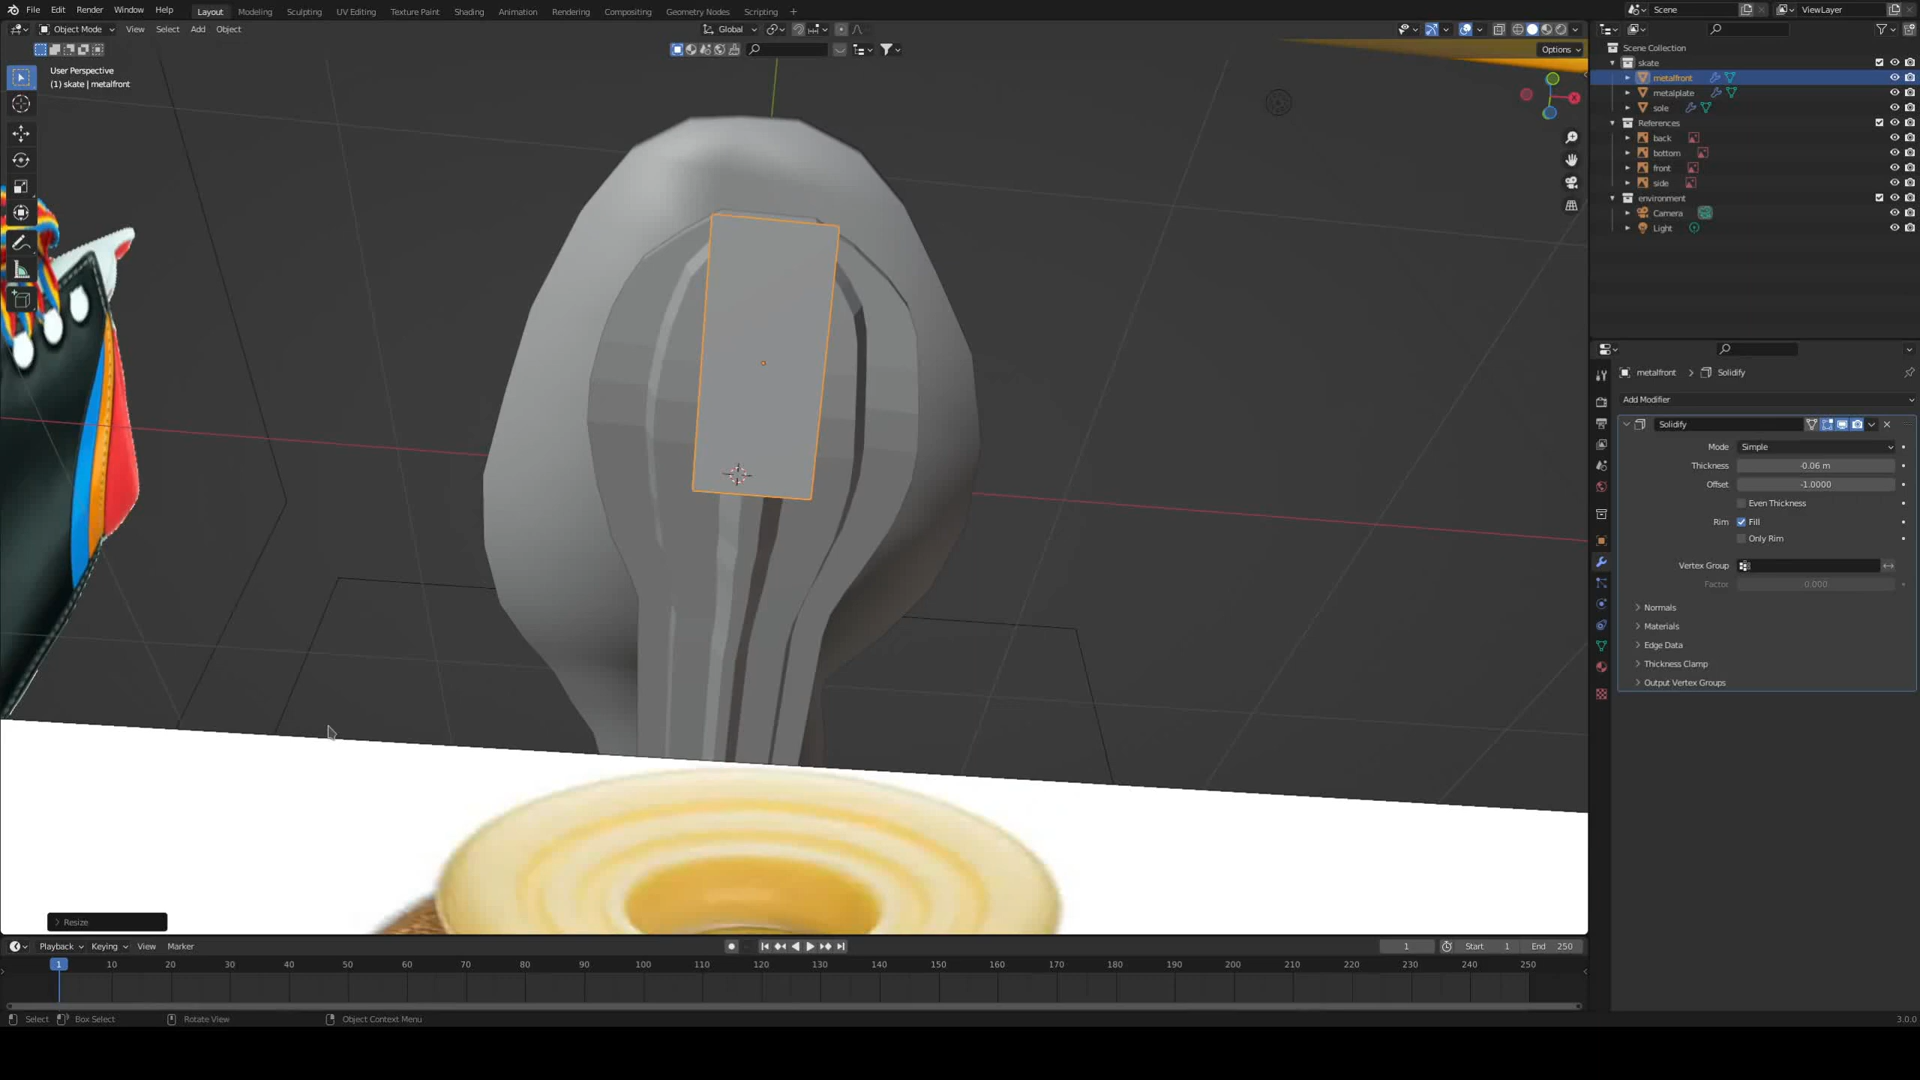 File Edit Render Window Help Layout Modeling Sculpting UV Editing Texture Paint Shading Animation Rendering Compositing Geometry Nodes Scripting + Scene ViewLayer
Object Mode View Select Add Object Global
Options
User Perspective
(1) skate | metalfront
Scene Collection
skate
metalfront
metalplate
sole
References
back
bottom
front
side
environment
Camera
Light
metalfront Solidify
Add Modifier
Solidify
Mode Simple
Thickness -0.06 m
Offset -1.0000
Even Thickness
Rim Fill
Only Rim
Vertex Group
Factor 0.000
Normals
Materials
Edge Data
Thickness Clamp
Output Vertex Groups
Resize
Playback Keying View Marker 1 Start 1 End 250
1 10 20 30 40 50 60 70 80 90 100 110 120 130 140 150 160 170 180 190 200 210 220 230 240 250
Select Box Select Rotate View Object Context Menu 3.0.0